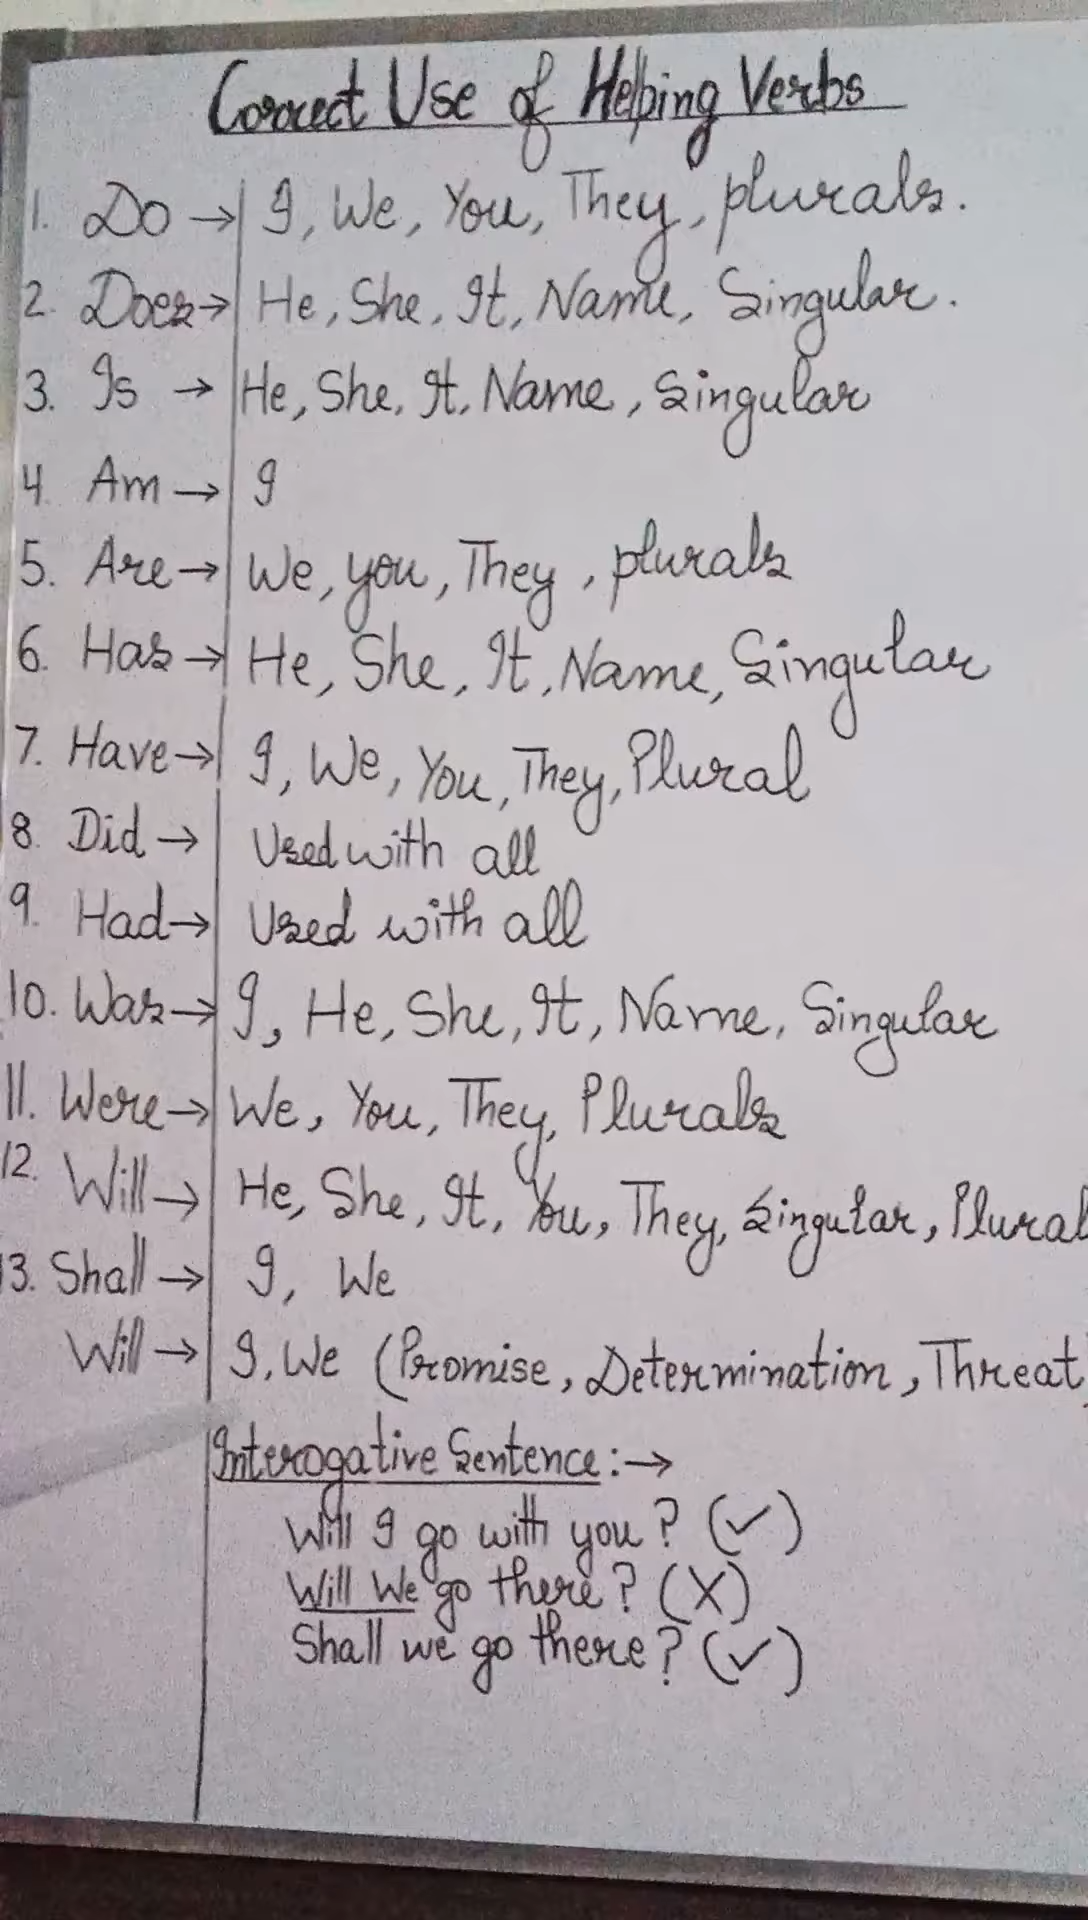 Correct Use of Helping Verbs
1. Do → I, We, You, They, plurals.
2. Does → He, She, It, Name, Singular.
3. Is → He, She, It, Name, Singular
4. Am → I
5. Are → We, you, They, plurals
6. Has → He, She, It, Name, Singular
7. Have → I, We, You, They, Plural
8. Did → Used with all
9. Had → Used with all
10. Was → I, He, She, It, Name, Singular
11. Were → We, You, They, Plurals
12. Will → He, She, It, You, They, Singular, Plural
13. Shall → I, We
Will → I, We (Promise, Determination, Threat)
Interogative Sentence:→
Will I go with you? (✓)
Will We go there? (X)
Shall we go there? (✓)